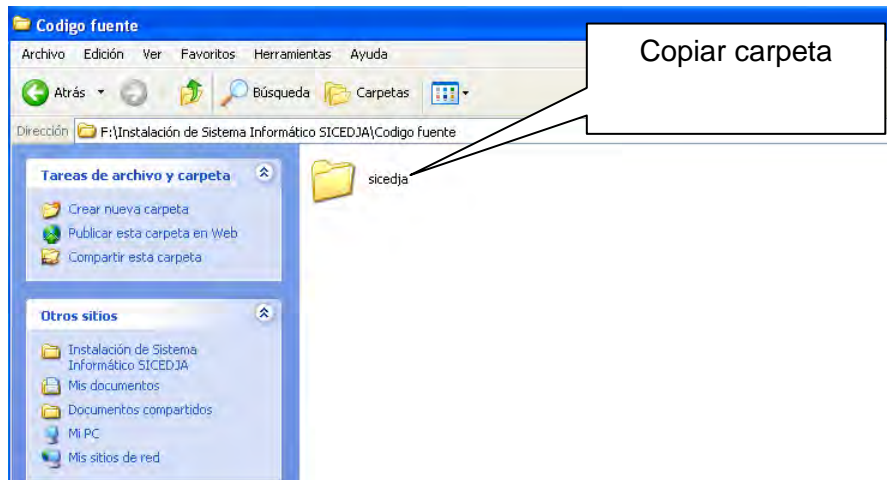 Codigo fuente
Archivo Edición Ver Favoritos Herramientas Ayuda
Copiar carpeta
Atrás Búsqueda Carpetas
Dirección F:\Instalación de Sistema Informático SICEDJA\Codigo fuente
Tareas de archivo y carpeta
sicedja
Crear nueva carpeta
Publicar esta carpeta en Web
Compartir esta carpeta
Otros sitios
Instalación de Sistema
Informático SICEDJA
Mis documentos
Documentos compartidos
Mi PC
Mis sitios de red